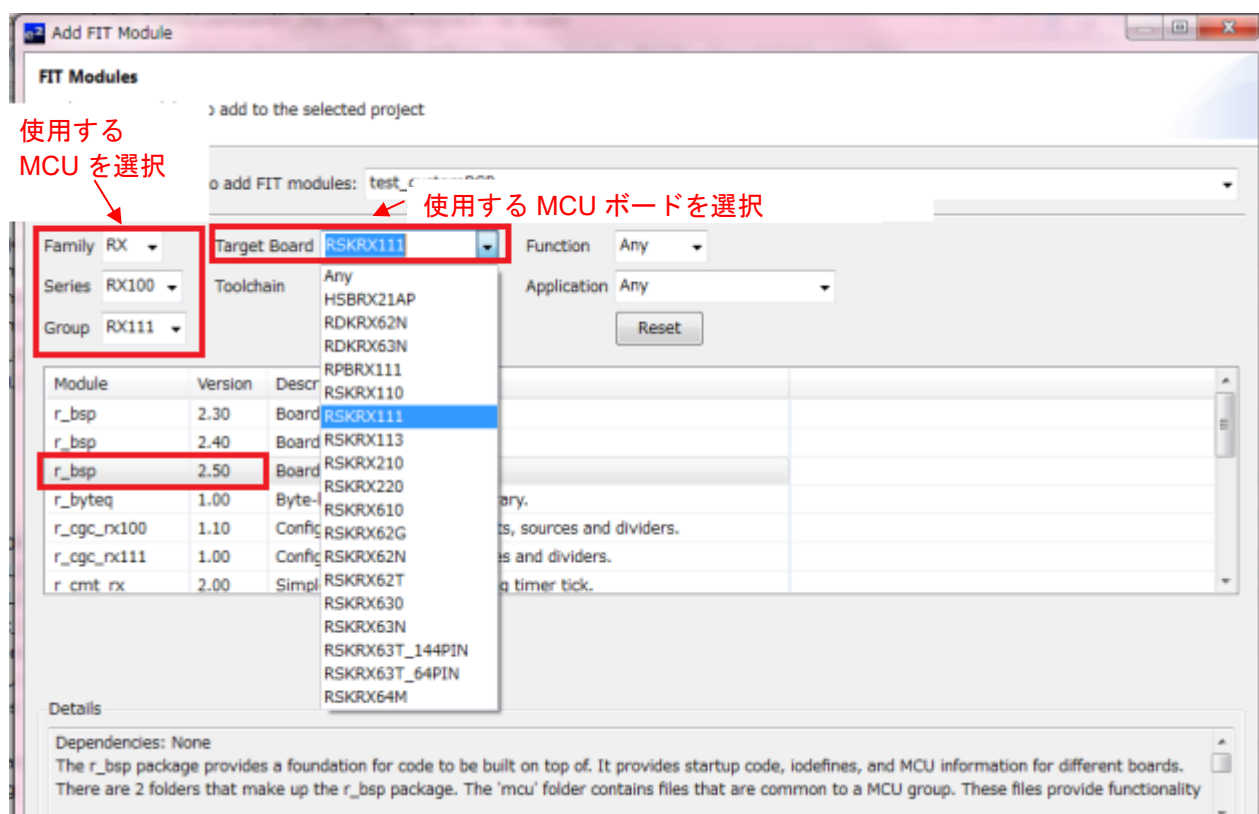 Add FIT Module
FIT Modules
to add to the selected project
使用する
MCU を選択
to add FIT modules:
使用する MCU ボードを選択
Family RX
Target Board RSKRX111
Function Any
Series RX100
Toolchain
Application Any
Group RX111
Reset
Any
HSBRX21AP
RDKRX62N
RDKRX63N
RPBRX111
RSKRX110
RSKRX111
RSKRX113
RSKRX210
RSKRX220
RSKRX610
RSKRX62G
RSKRX62N
RSKRX62T
RSKRX630
RSKRX63N
RSKRX63T_144PIN
RSKRX63T_64PIN
RSKRX64M
Module Version Descr
r_bsp 2.30 Board
r_bsp 2.40 Board
r_bsp 2.50 Board
r_byteq 1.00 Byte- ary.
r_cgc_rx100 1.10 Config ts, sources and dividers.
r_cgc_rx111 1.00 Config es and dividers.
r_cmt_rx 2.00 Simpl g timer tick.
Details
Dependencies: None
The r_bsp package provides a foundation for code to be built on top of. It provides startup code, iodefines, and MCU information for different boards.
There are 2 folders that make up the r_bsp package. The 'mcu' folder contains files that are common to a MCU group. These files provide functionality